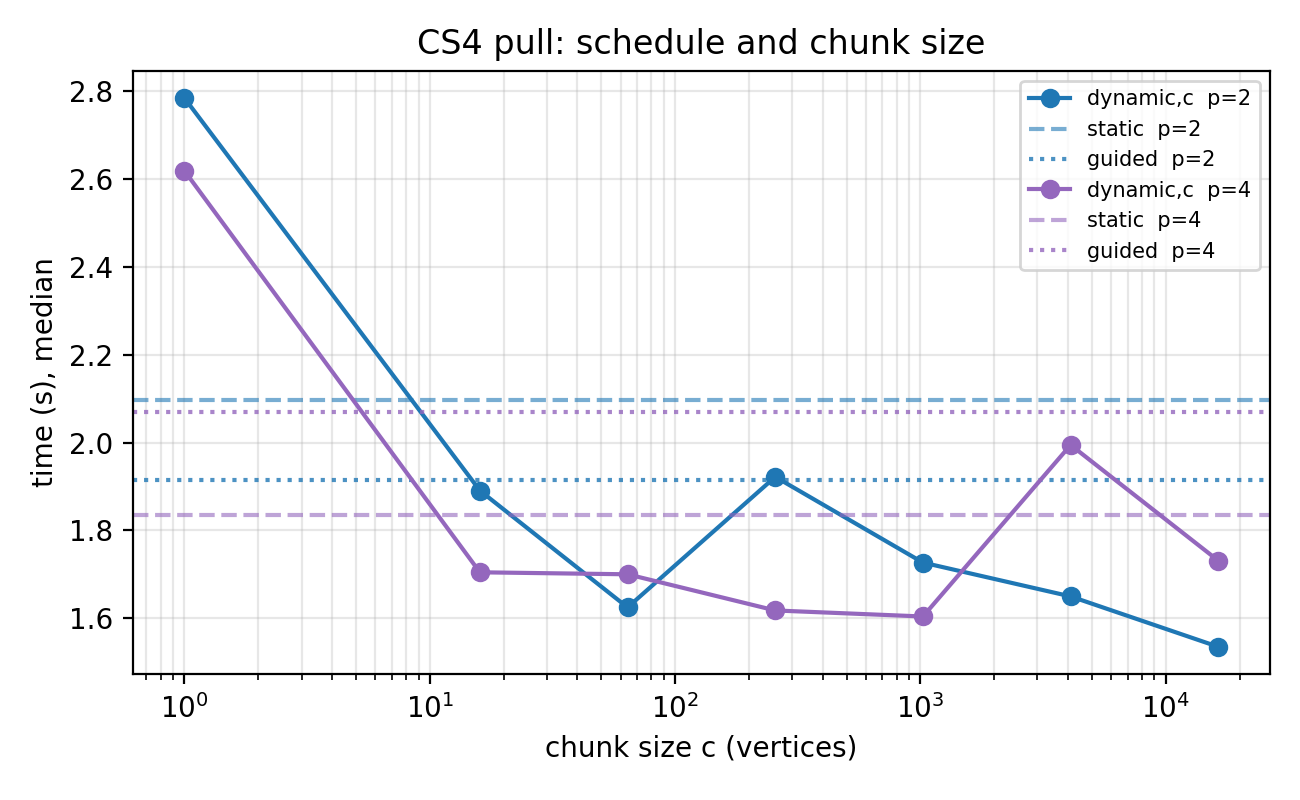 CS4 pull: schedule and chunk size
time (s), median
2.8
2.6
2.4
2.2
2.0
1.8
1.6
dynamic,c  p=2
static  p=2
guided  p=2
dynamic,c  p=4
static  p=4
guided  p=4
10⁰ 10¹ 10² 10³ 10⁴
chunk size c (vertices)